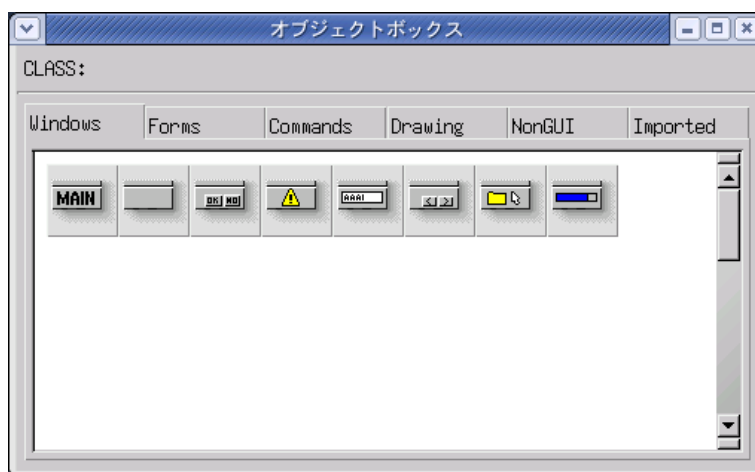 オブジェクトボックス
CLASS:
Windows Forms Commands Drawing NonGUI Imported
MAIN OK NO AAAI